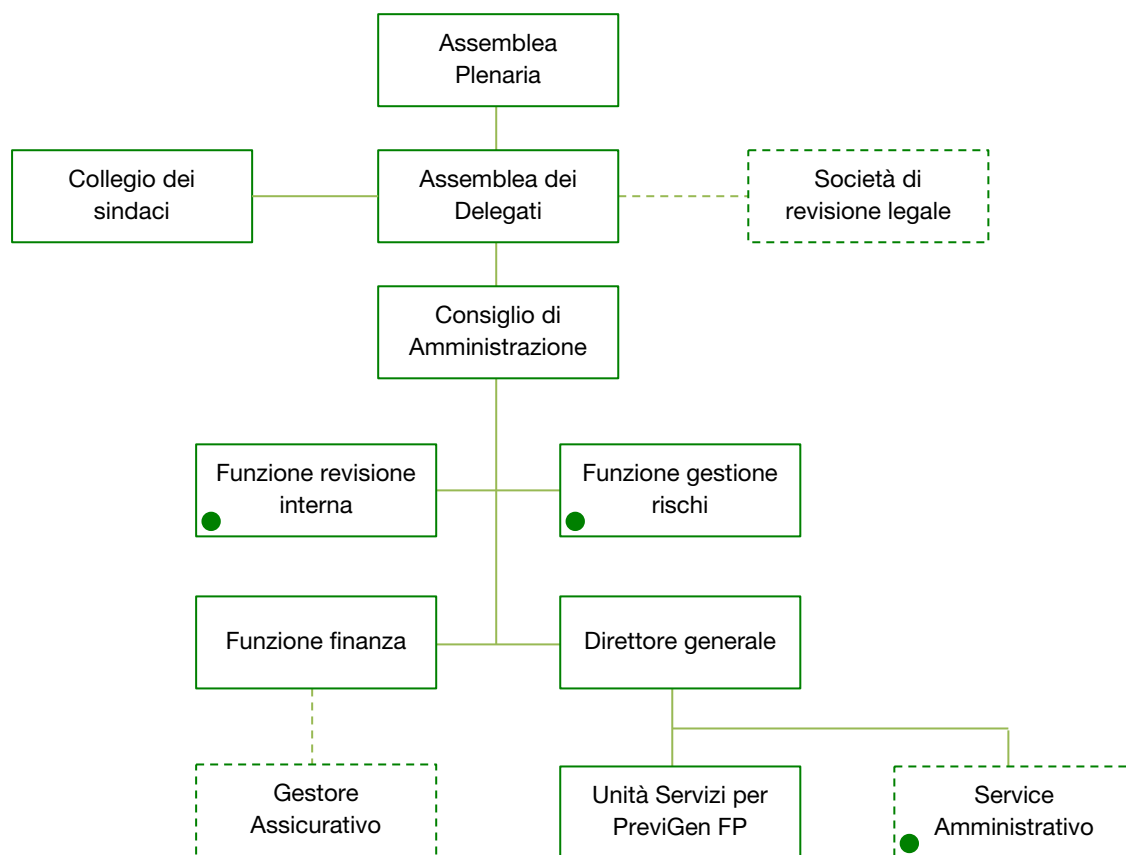 Assemblea
Plenaria
Collegio dei
sindaci
Assemblea dei
Delegati
Società di
revisione legale
Consiglio di
Amministrazione
Funzione revisione
interna
Funzione gestione
rischi
Funzione finanza
Direttore generale
Gestore
Assicurativo
Unità Servizi per
PreviGen FP
Service
Amministrativo